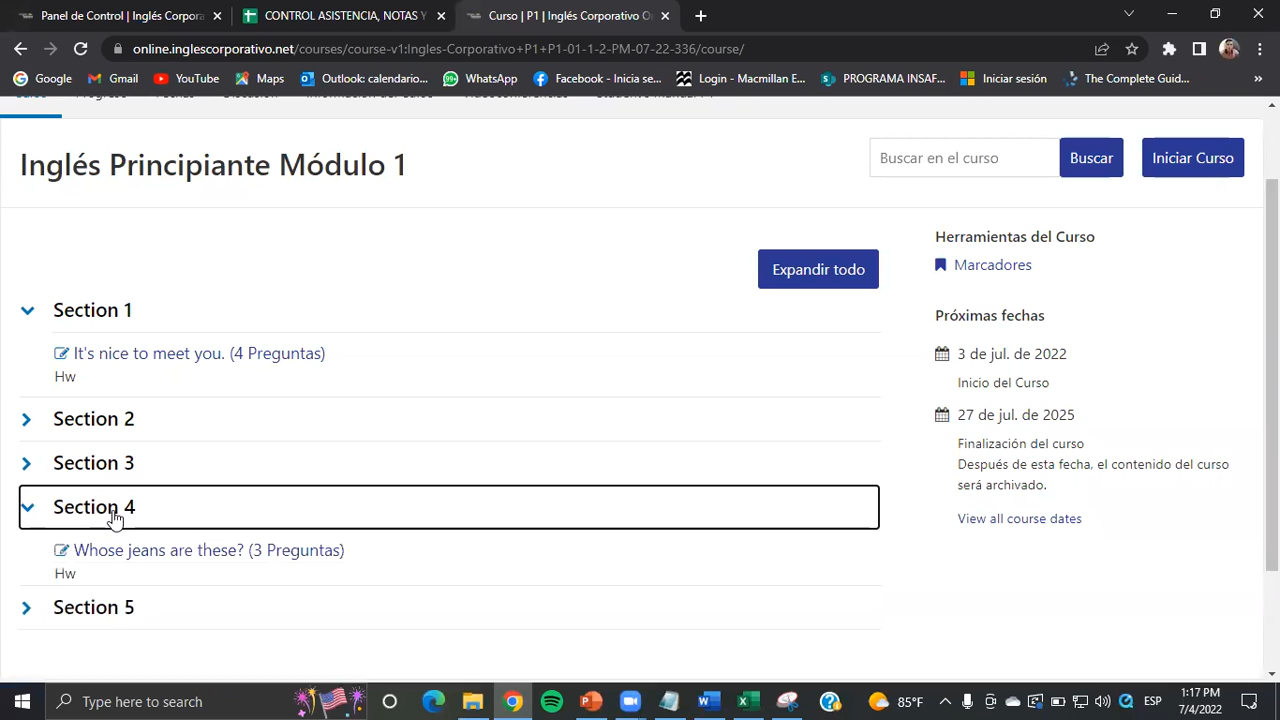 Panel de Control | Inglés Corpora
CONTROL ASISTENCIA, NOTAS Y
Curso | P1 | Inglés Corporativo O
online.inglescorporativo.net/courses/course-v1:Ingles-Corporativo+P1+P1-01-1-2-PM-07-22-336/course/
Google
Gmail
YouTube
Maps
Outlook: calendario...
WhatsApp
Facebook - Inicia se...
Login - Macmillan E...
PROGRAMA INSAF...
Iniciar sesión
The Complete Guid...
»
Inglés Principiante Módulo 1
Buscar en el curso
Buscar
Iniciar Curso
Expandir todo
Section 1
It's nice to meet you. (4 Preguntas)
Hw
Section 2
Section 3
Section 4
Whose jeans are these? (3 Preguntas)
Hw
Section 5
Herramientas del Curso
Marcadores
Próximas fechas
3 de jul. de 2022
Inicio del Curso
27 de jul. de 2025
Finalización del curso
Después de esta fecha, el contenido del curso
será archivado.
View all course dates
Type here to search
85°F
ESP
1:17 PM
7/4/2022